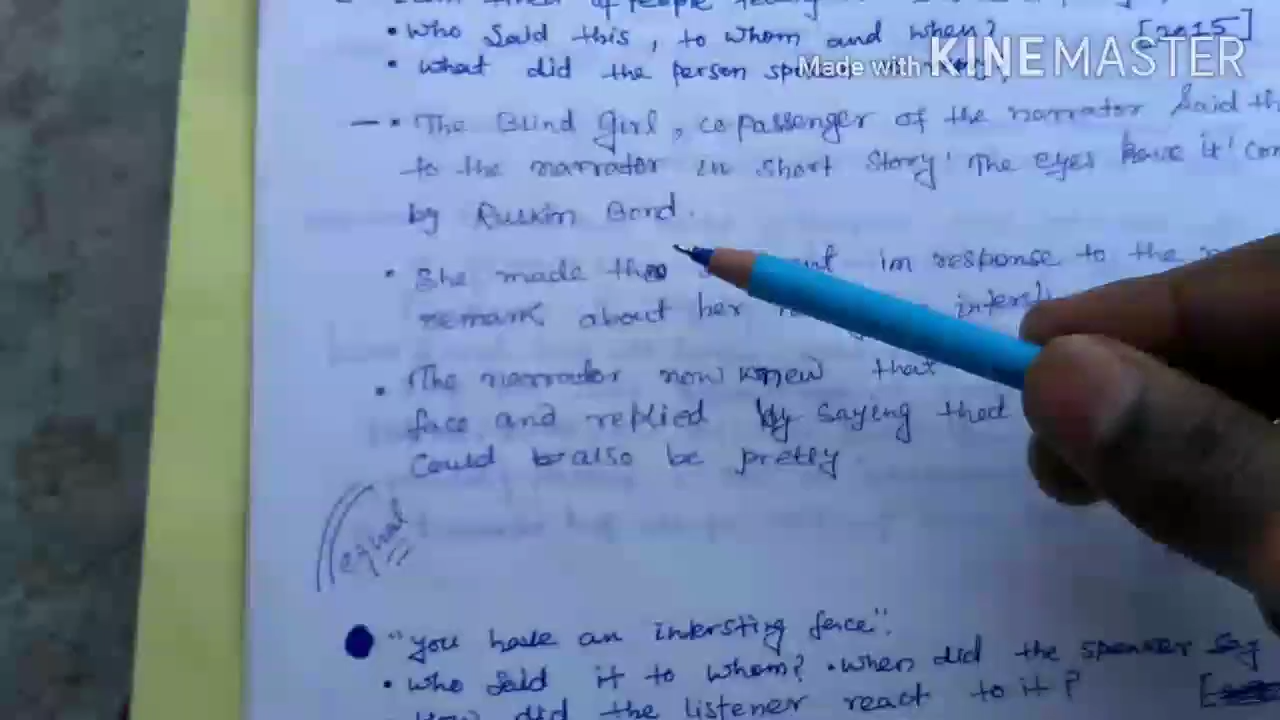 of people
• Who Said this, to whom and when? [2015]
• What did the person
Made with KINEMASTER
— • The Blind Girl, co passenger of the narrator Said th
to the narrator in short Story' The eyes have it' com
by Ruskin Bond.
• She made in response to the
remark about her
• The narrator now knew that
face and replied by saying that
could also be pretty
equal
"you have an intersting face".
• Who Said it to whom? • When did the speaker Say
How did the listener react to it?